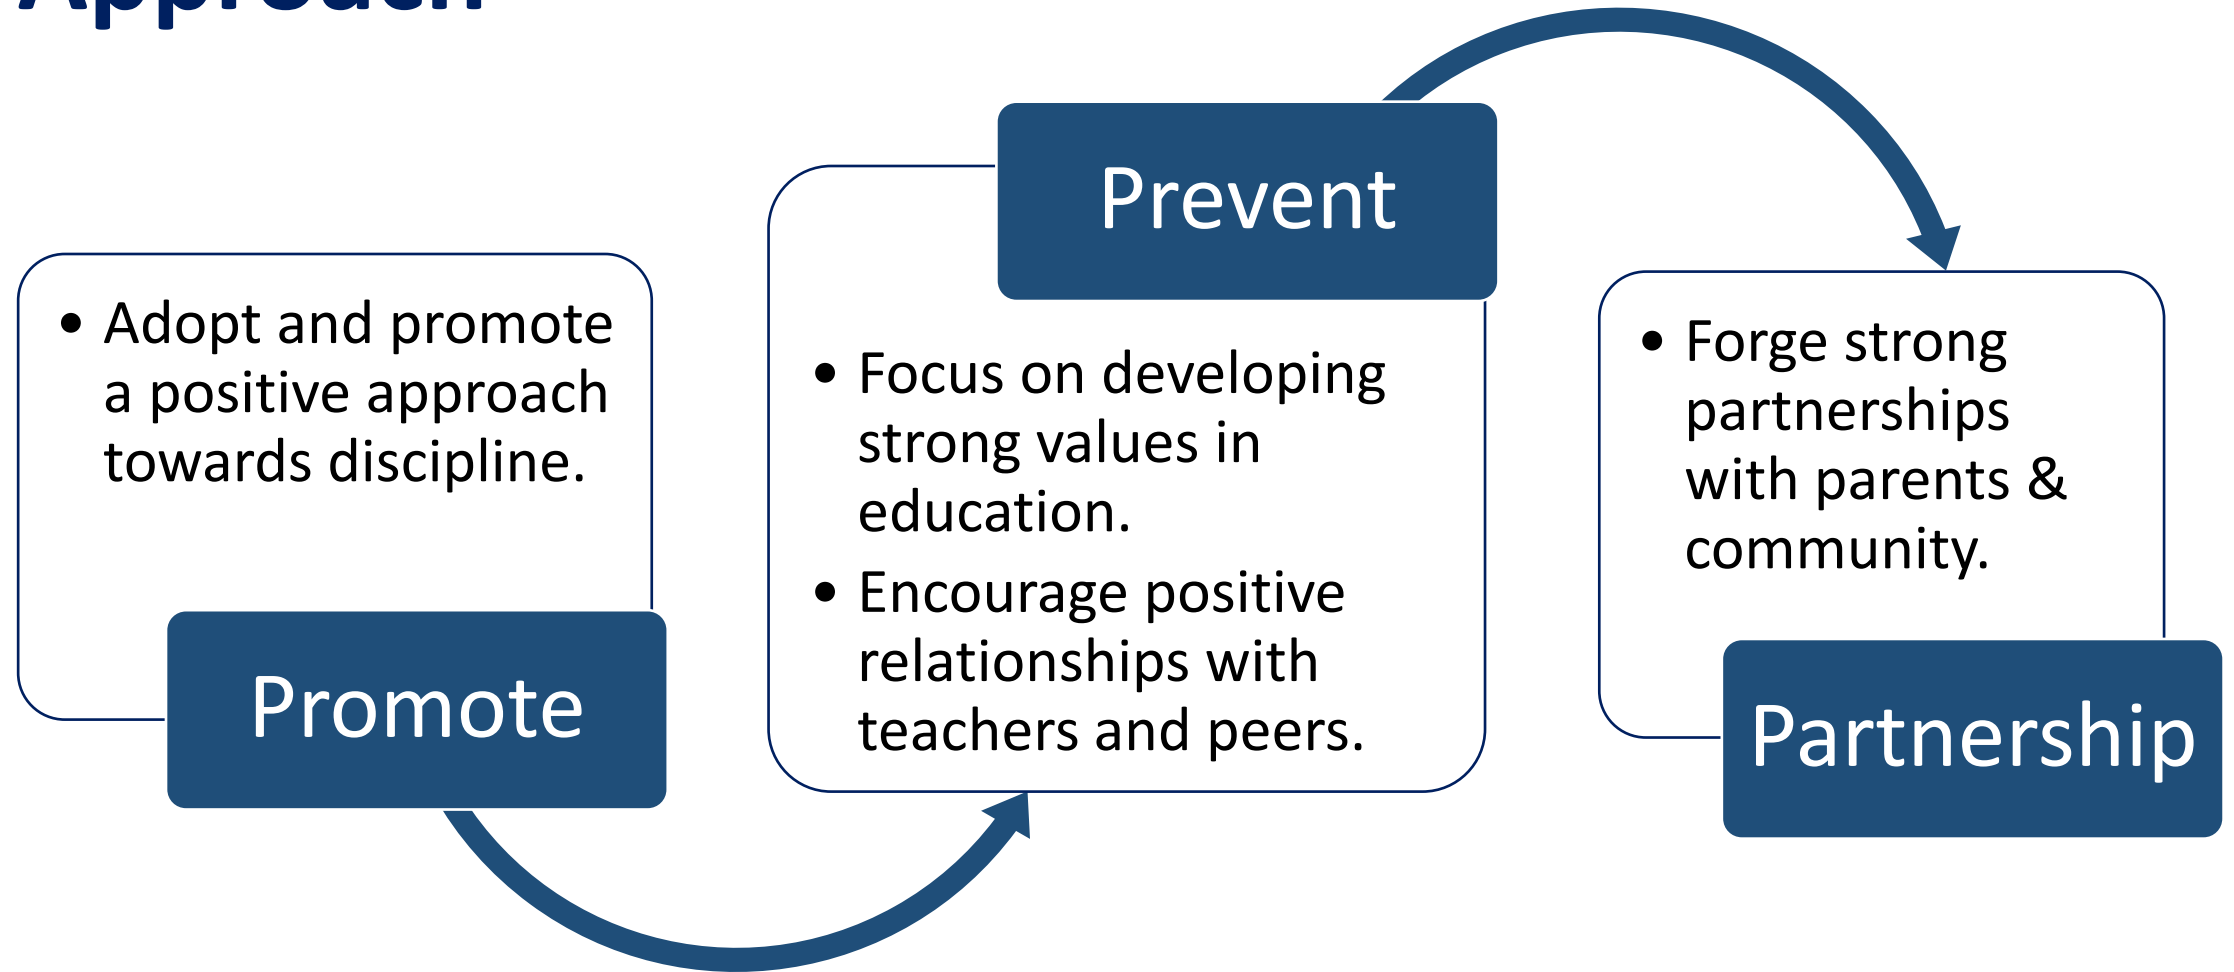 Approach
• Adopt and promote
a positive approach
towards discipline.
Promote
Prevent
• Focus on developing
strong values in
education.
• Encourage positive
relationships with
teachers and peers.
• Forge strong
partnerships
with parents &
community.
Partnership